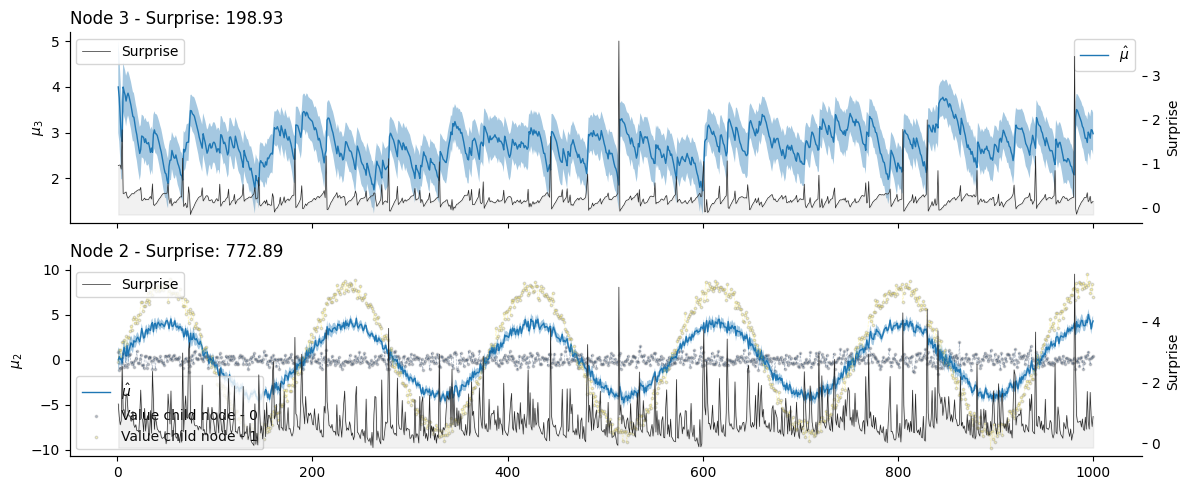 Node 3 - Surprise: 198.93
Surprise
μ̂
5
4
3
2
μ3
3
2
1
0
Surprise
Node 2 - Surprise: 772.89
Surprise
μ̂
Value child node - 0
Value child node - 1
10
5
0
−5
−10
μ2
4
2
0
Surprise
0 200 400 600 800 1000